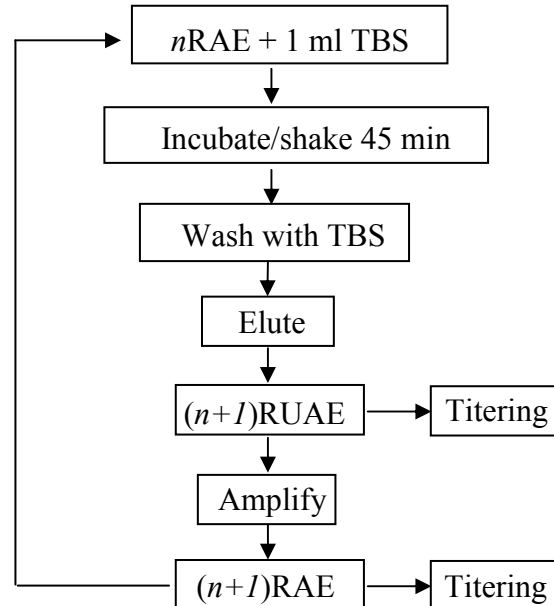 nRAE + 1 ml TBS
Incubate/shake 45 min
Wash with TBS
Elute
(n+1)RUAE
Titering
Amplify
(n+1)RAE
Titering